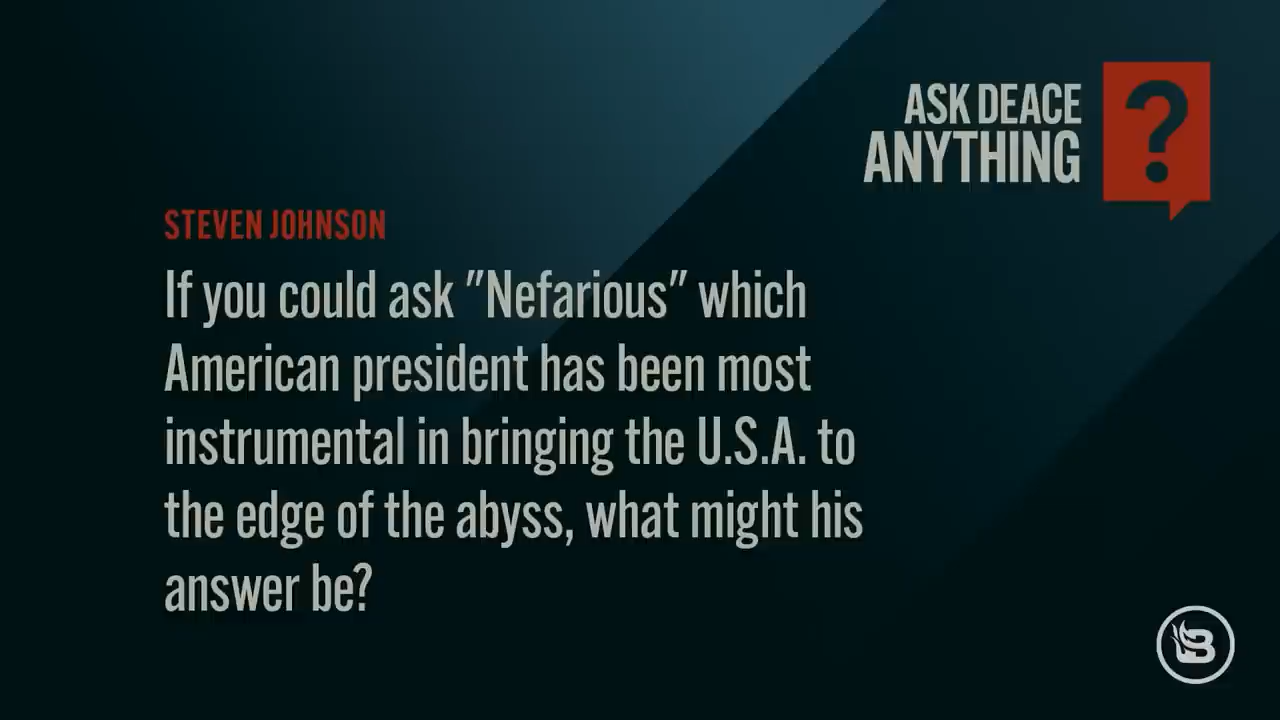 ASK DEACE
ANYTHING
?
STEVEN JOHNSON
If you could ask "Nefarious" which
American president has been most
instrumental in bringing the U.S.A. to
the edge of the abyss, what might his
answer be?
B